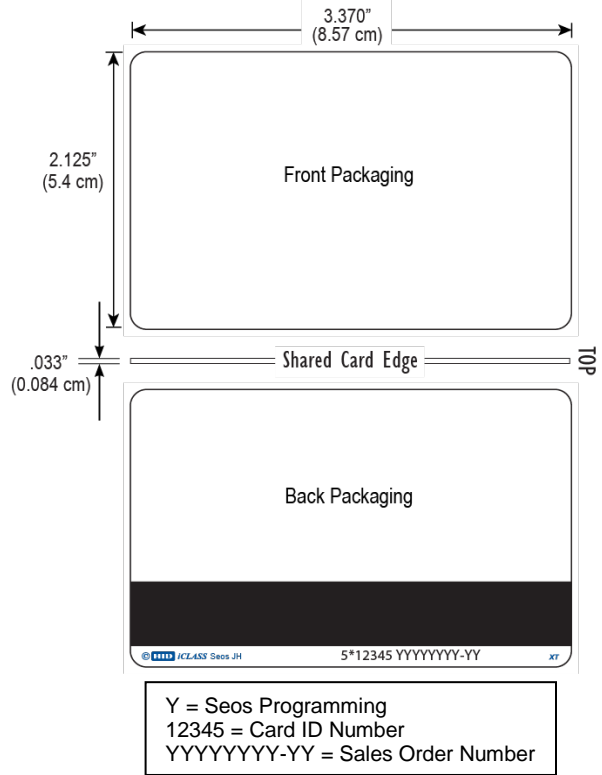 3.370”
(8.57 cm)
2.125”
(5.4 cm)
Front Packaging
.033”
(0.084 cm)
Shared Card Edge
TOP
Back Packaging
© HID iCLASS Seos JH 5*12345 YYYYYYYY-YY XT
Y = Seos Programming
12345 = Card ID Number
YYYYYYYY-YY = Sales Order Number